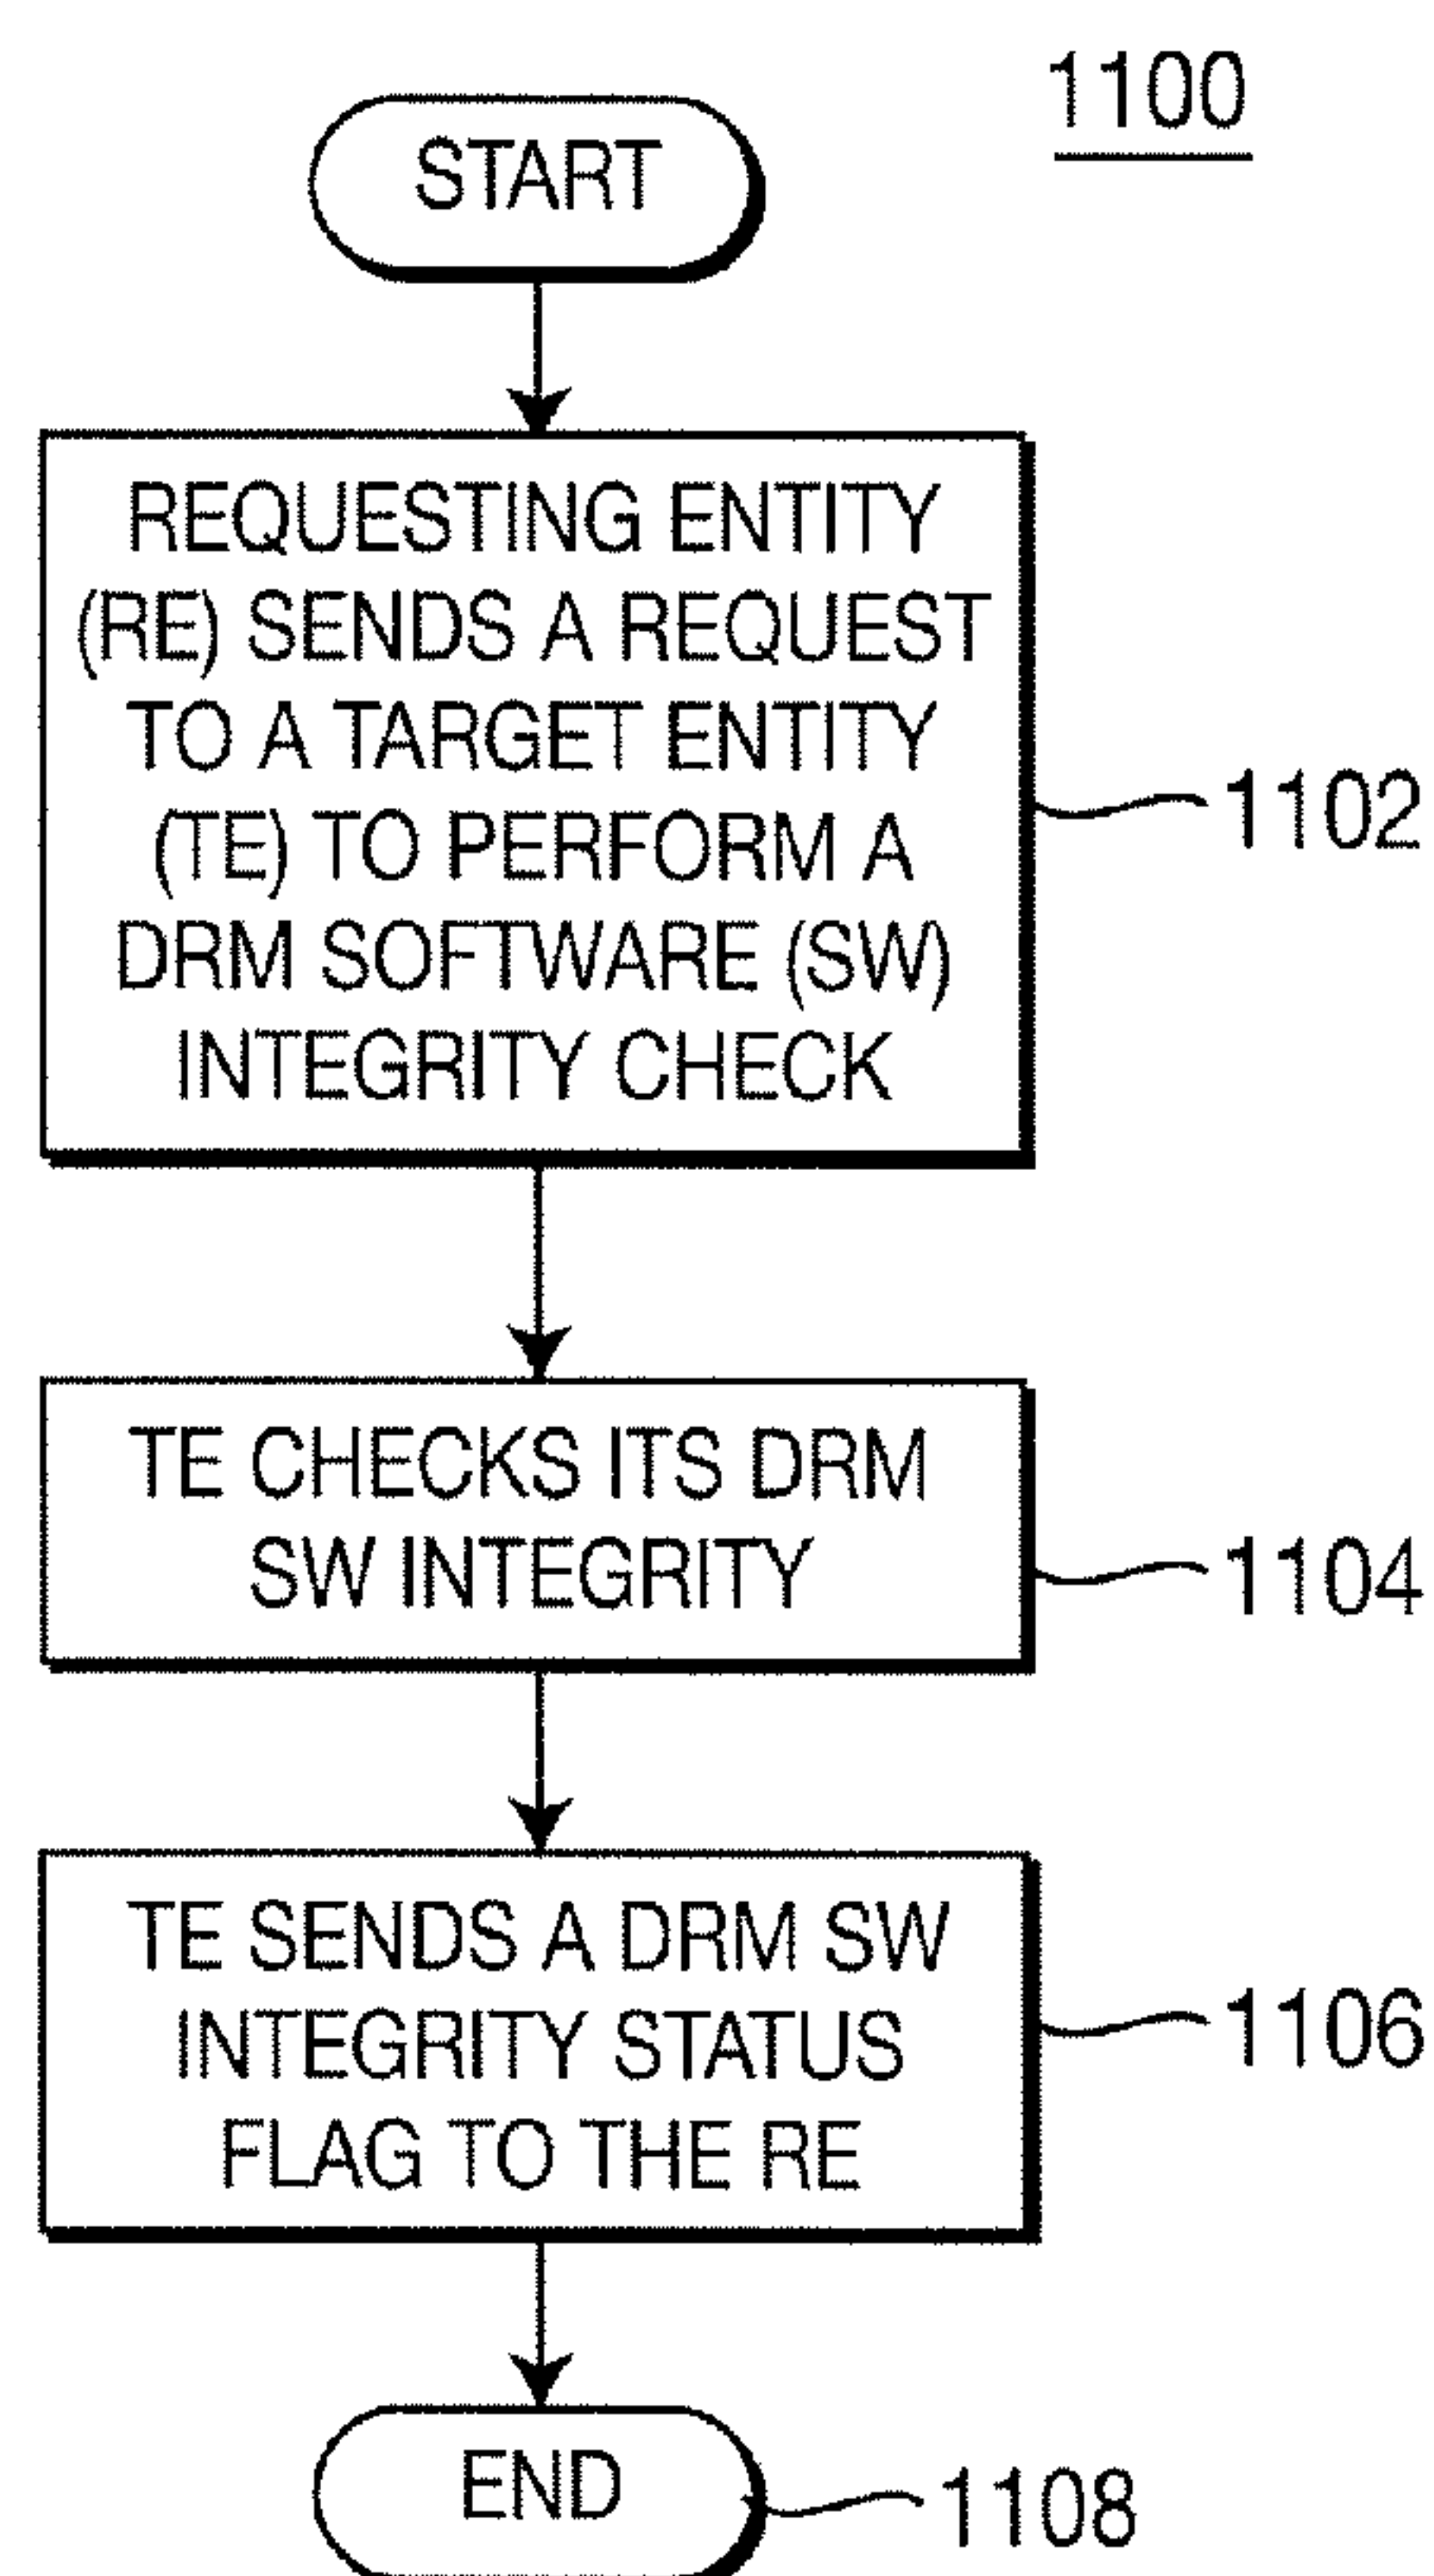 1100
START
REQUESTING ENTITY
(RE) SENDS A REQUEST
TO A TARGET ENTITY
(TE) TO PERFORM A
DRM SOFTWARE (SW)
INTEGRITY CHECK
1102
TE CHECKS ITS DRM
SW INTEGRITY
1104
TE SENDS A DRM SW
INTEGRITY STATUS
FLAG TO THE RE
1106
END
1108